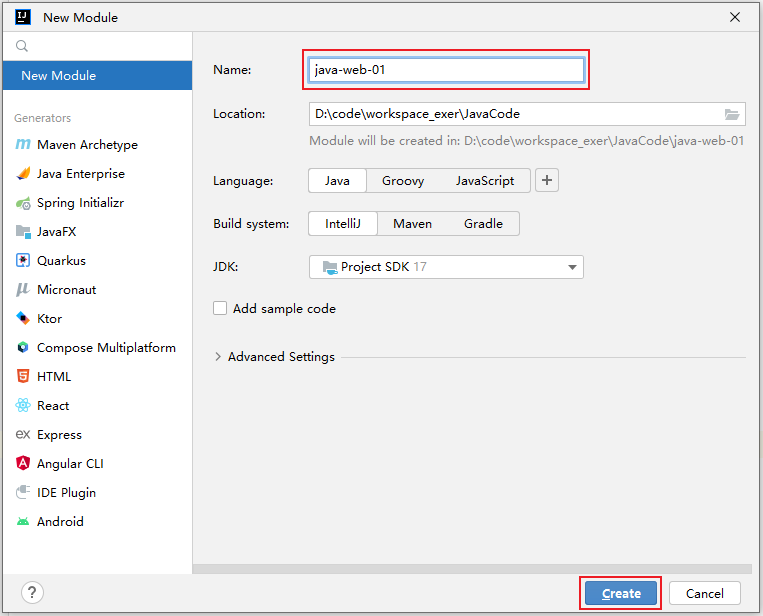 New Module
New Module
Generators
Maven Archetype
Java Enterprise
Spring Initializr
JavaFX
Quarkus
Micronaut
Ktor
Compose Multiplatform
HTML
React
Express
Angular CLI
IDE Plugin
Android
Name: java-web-01
Location: D:\code\workspace_exer\JavaCode
Module will be created in: D:\code\workspace_exer\JavaCode\java-web-01
Language: Java Groovy JavaScript +
Build system: IntelliJ Maven Gradle
JDK: Project SDK 17
Add sample code
Advanced Settings
? Create Cancel